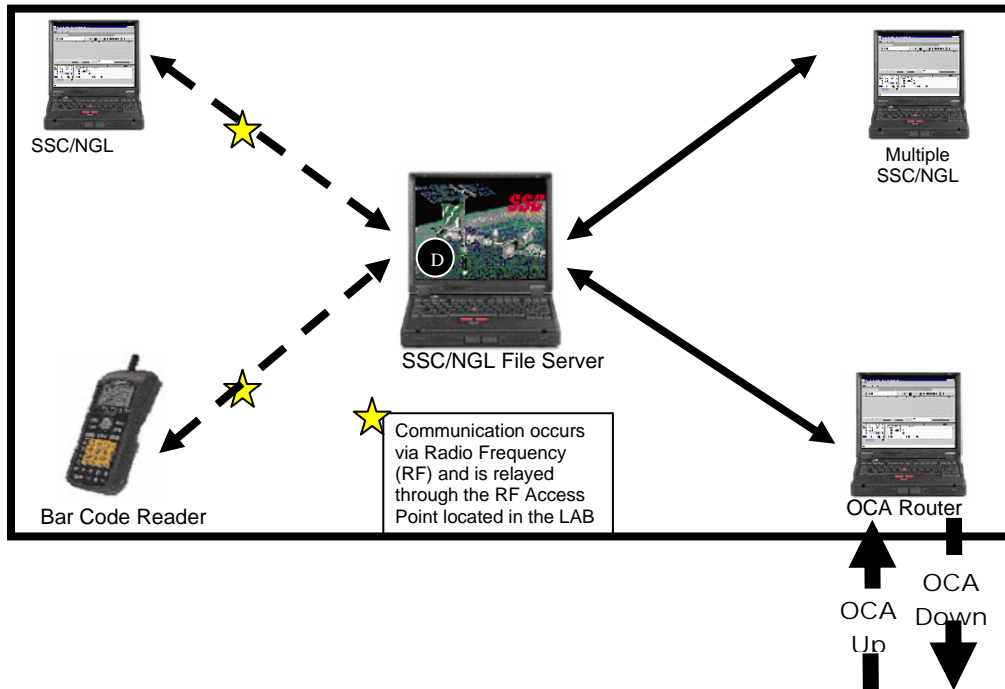 SSC/NGL
Multiple
SSC/NGL
SSC
D
SSC/NGL File Server
Bar Code Reader
Communication occurs
via Radio Frequency
(RF) and is relayed
through the RF Access
Point located in the LAB
OCA Router
OCA
Up
OCA
Down